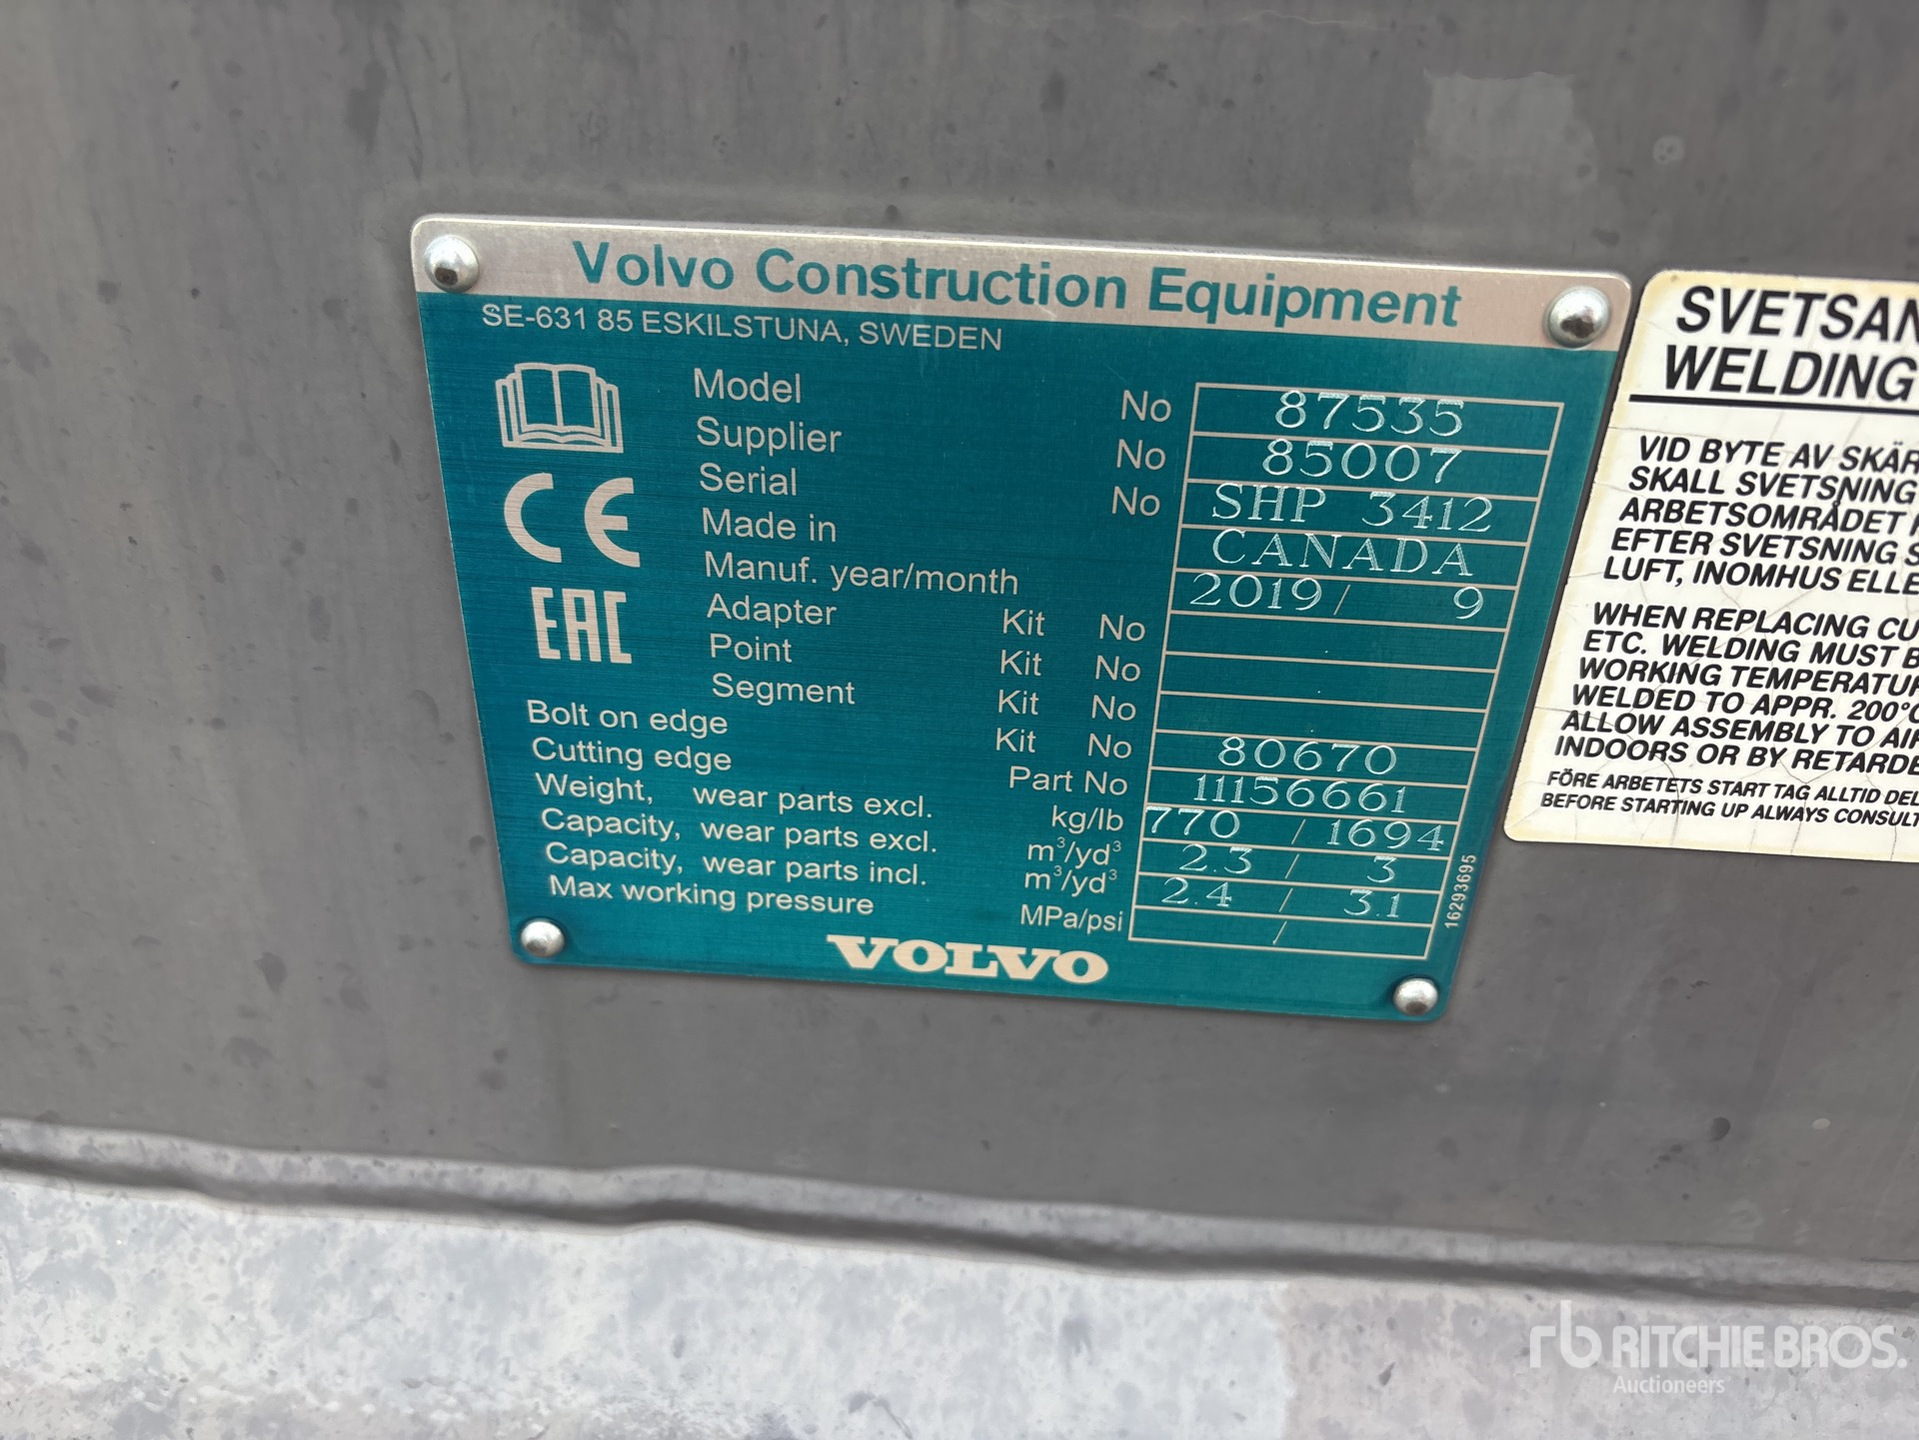 Volvo Construction Equipment
SE-631 85 ESKILSTUNA, SWEDEN
Model No 87535
Supplier No 85007
Serial No SHP 3412
Made in CANADA
Manuf. year/month 2019 / 9
Adapter Kit No
Point Kit No
Segment Kit No
Bolt on edge Kit No 80670
Cutting edge Part No 11156661
Weight, wear parts excl. kg/lb 770 / 1694
Capacity, wear parts excl. m³/yd³ 2.3 / 3
Capacity, wear parts incl. m³/yd³ 2.4 / 3.1
Max working pressure MPa/psi /
CE
EAC
VOLVO
16293695
SVETSAN
WELDING
VID BYTE AV SKÄR
SKALL SVETSNING
ARBETSOMRÅDET
EFTER SVETSNING S
LUFT, INOMHUS ELLE
WHEN REPLACING CU
ETC. WELDING MUST B
WORKING TEMPERATUR
WELDED TO APPR. 200°C
ALLOW ASSEMBLY TO AIR
INDOORS OR BY RETARDE
FÖRE ARBETETS START TAG ALLTID DEL
BEFORE STARTING UP ALWAYS CONSULT
rb RITCHIE BROS.
Auctioneers